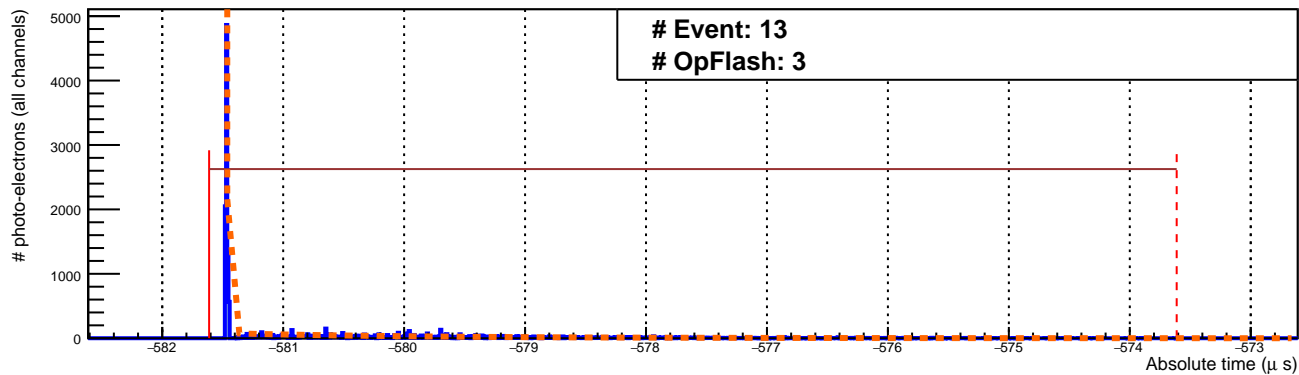 # Event: 13
# OpFlash: 3
# photo-electrons (all channels)
5000
4000
3000
2000
1000
0
−582 −581 −580 −579 −578 −577 −576 −575 −574 −573
Absolute time (μ s)